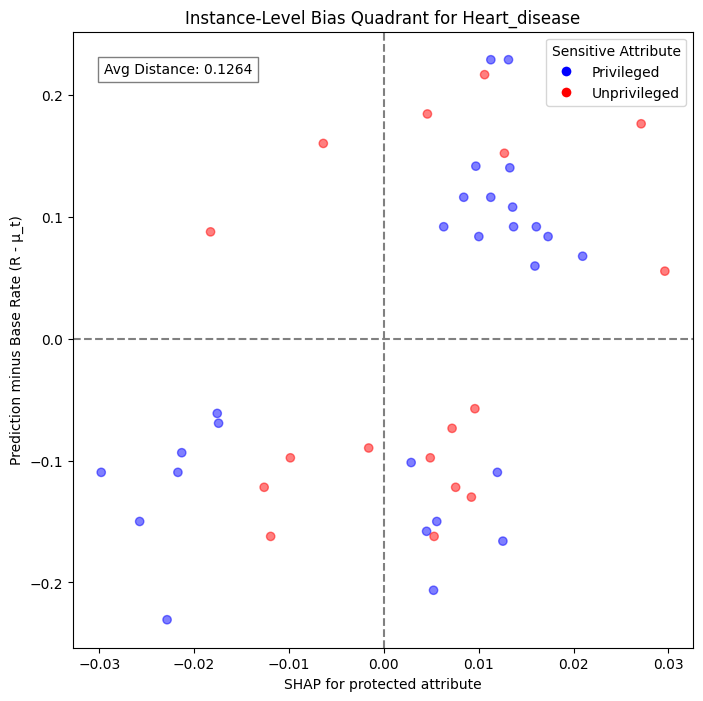 Instance-Level Bias Quadrant for Heart_disease
Avg Distance: 0.1264
Sensitive Attribute
Privileged
Unprivileged
Prediction minus Base Rate (R - μ_t)
0.2
0.1
0.0
−0.1
−0.2
−0.03
−0.02
−0.01
0.00
0.01
0.02
0.03
SHAP for protected attribute